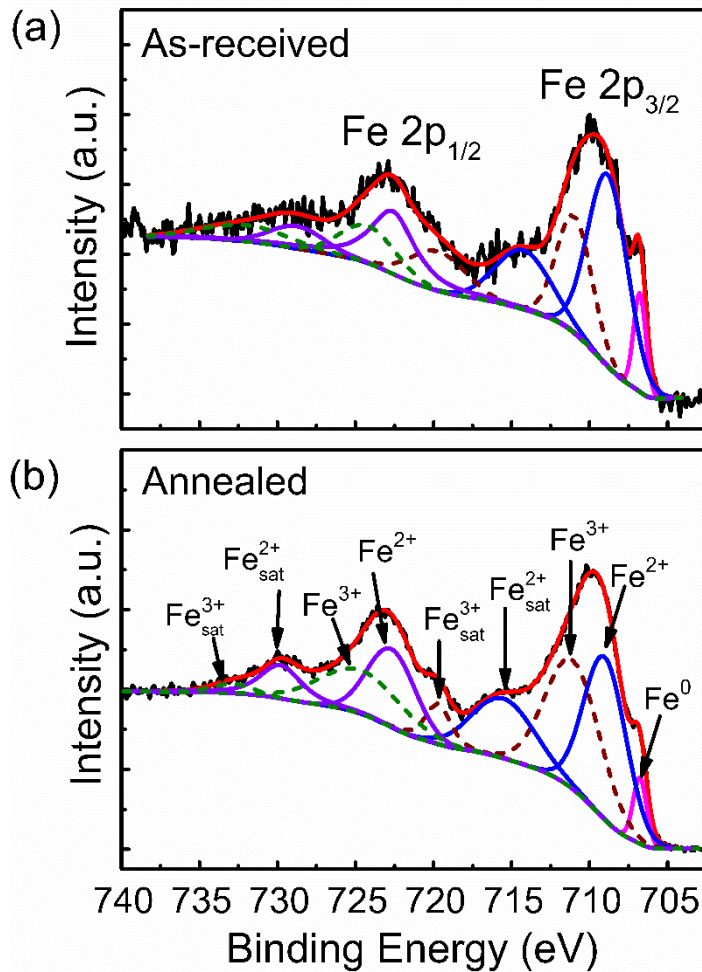 (a)
As-received
Fe 2p3/2
Fe 2p1/2
Intensity (a.u.)
(b)
Annealed
Fe3+sat
Fe2+sat
Fe3+
Fe2+
Fe3+sat
Fe2+sat
Fe3+
Fe2+
Fe0
Intensity (a.u.)
740 735 730 725 720 715 710 705
Binding Energy (eV)